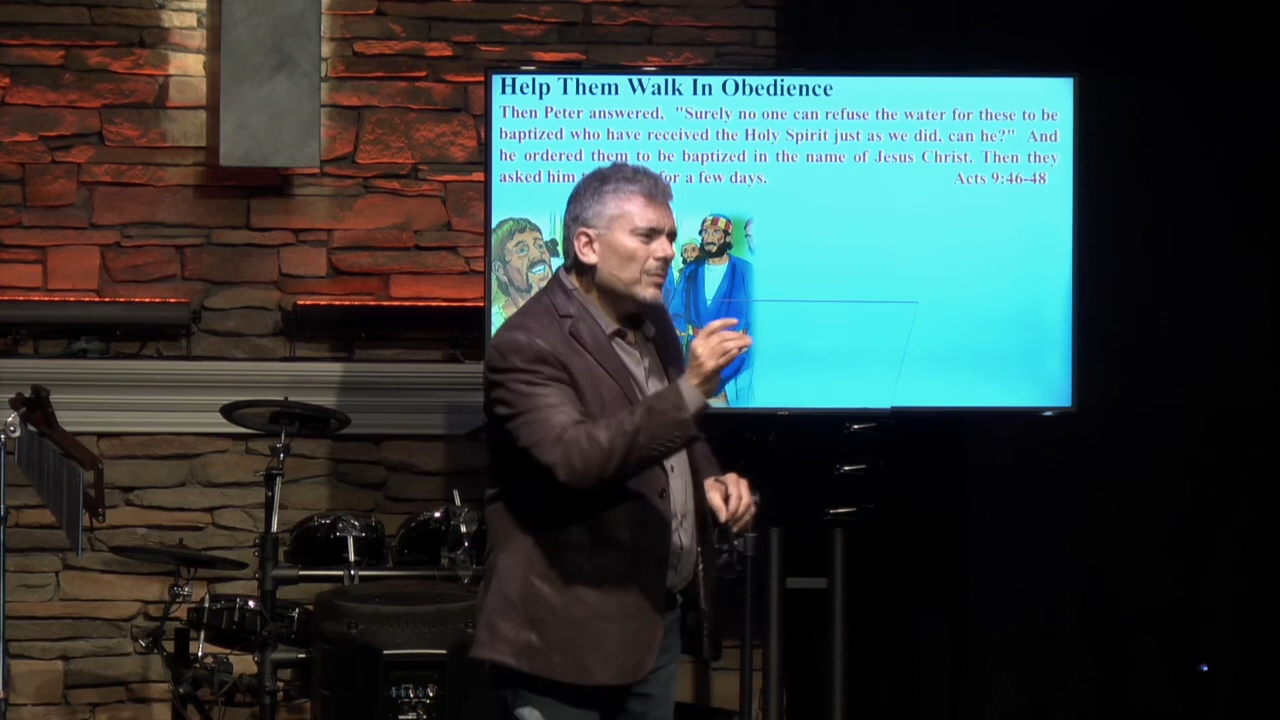 Help Them Walk In Obedience
Then Peter answered, "Surely no one can refuse the water for these to be
baptized who have received the Holy Spirit just as we did, can he?" And
he ordered them to be baptized in the name of Jesus Christ. Then they
asked him for a few days. Acts 9:46-48